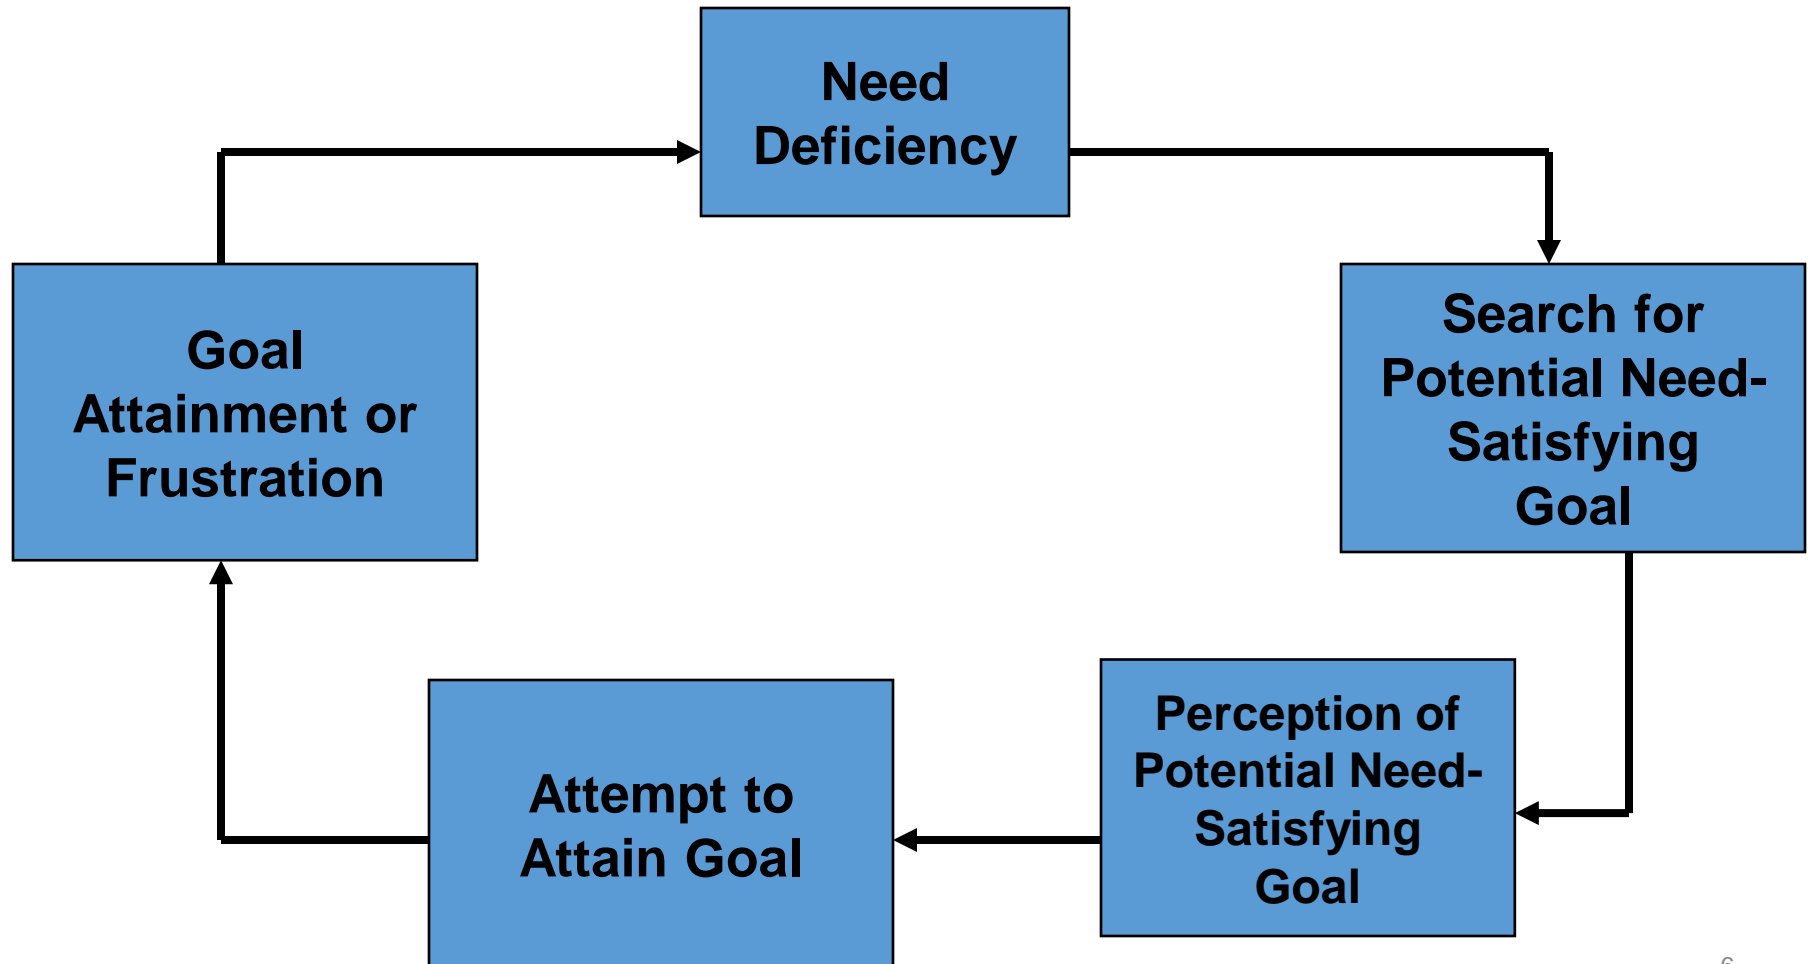 Need
Deficiency
Search for
Potential Need-
Satisfying
Goal
Perception of
Potential Need-
Satisfying
Goal
Attempt to
Attain Goal
Goal
Attainment or
Frustration
6